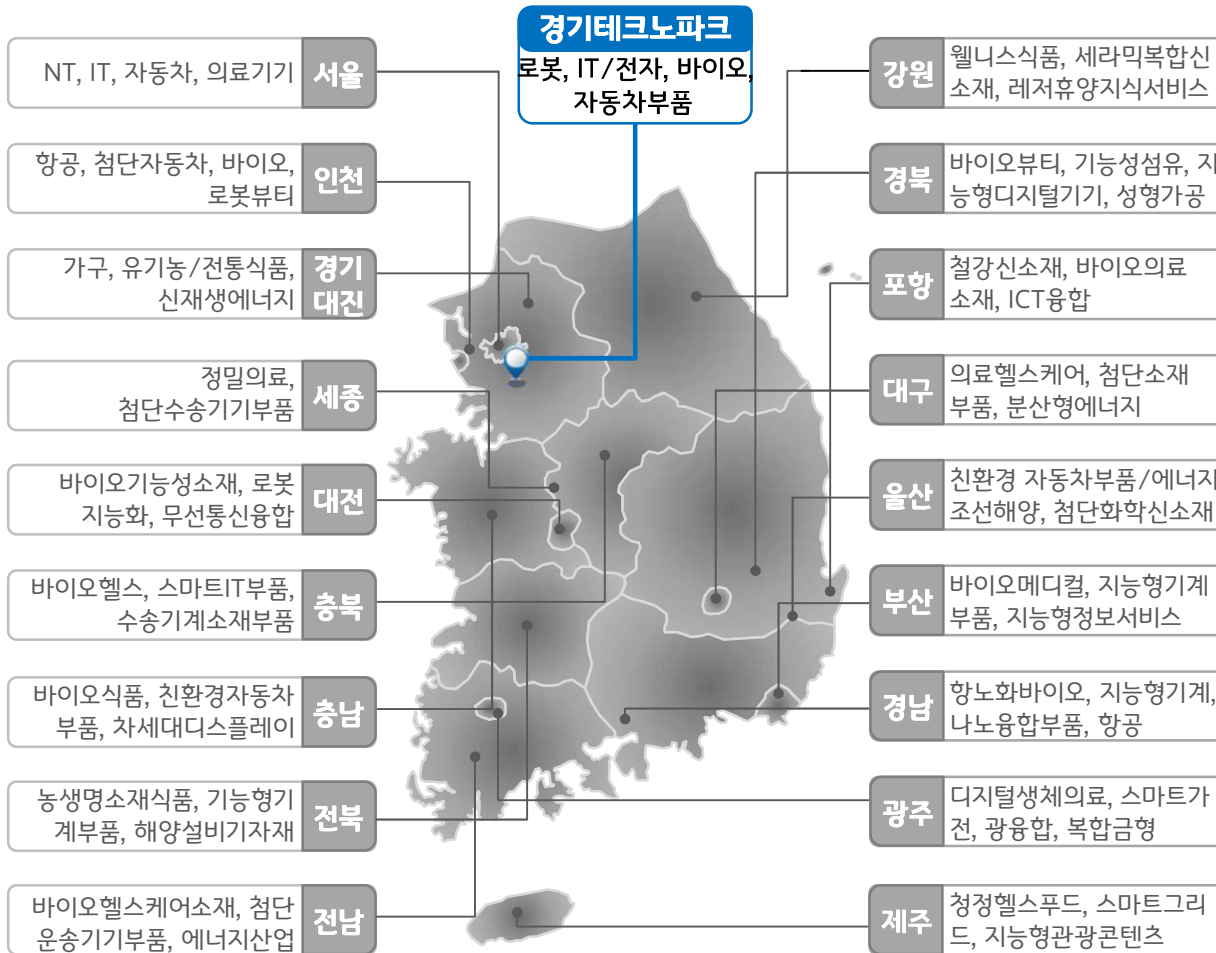 경기테크노파크
로봇, IT/전자, 바이오,
자동차부품
NT, IT, 자동차, 의료기기
서울
항공, 첨단자동차, 바이오,
로봇뷰티
인천
가구, 유기농/전통식품,
신재생에너지
경기
대진
정밀의료,
첨단수송기기부품
세종
바이오기능성소재, 로봇
지능화, 무선통신융합
대전
바이오헬스, 스마트IT부품,
수송기계소재부품
충북
바이오식품, 친환경자동차
부품, 차세대디스플레이
충남
농생명소재식품, 기능형기
계부품, 해양설비기자재
전북
바이오헬스케어소재, 첨단
운송기기부품, 에너지산업
전남
강원
웰니스식품, 세라믹복합신
소재, 레저휴양지식서비스
경북
바이오뷰티, 기능성섬유, 지
능형디지털기기, 성형가공
포항
철강신소재, 바이오의료
소재, ICT융합
대구
의료헬스케어, 첨단소재
부품, 분산형에너지
울산
친환경 자동차부품/에너지
조선해양, 첨단화학신소재
부산
바이오메디컬, 지능형기계
부품, 지능형정보서비스
경남
항노화바이오, 지능형기계,
나노융합부품, 항공
광주
디지털생체의료, 스마트가
전, 광융합, 복합금형
제주
청정헬스푸드, 스마트그리
드, 지능형관광콘텐츠